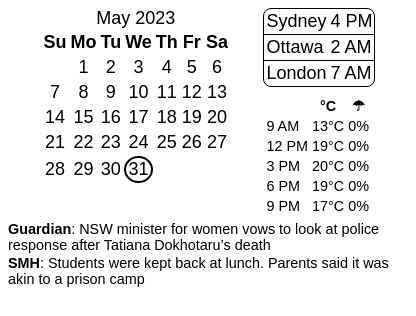 May 2023
Su Mo Tu We Th Fr Sa
1 2 3 4 5 6
7 8 9 10 11 12 13
14 15 16 17 18 19 20
21 22 23 24 25 26 27
28 29 30 31
Sydney 4 PM
Ottawa 2 AM
London 7 AM
°C ☂
9 AM 13°C 0%
12 PM 19°C 0%
3 PM 20°C 0%
6 PM 19°C 0%
9 PM 17°C 0%
Guardian: NSW minister for women vows to look at police
response after Tatiana Dokhotaru’s death
SMH: Students were kept back at lunch. Parents said it was
akin to a prison camp